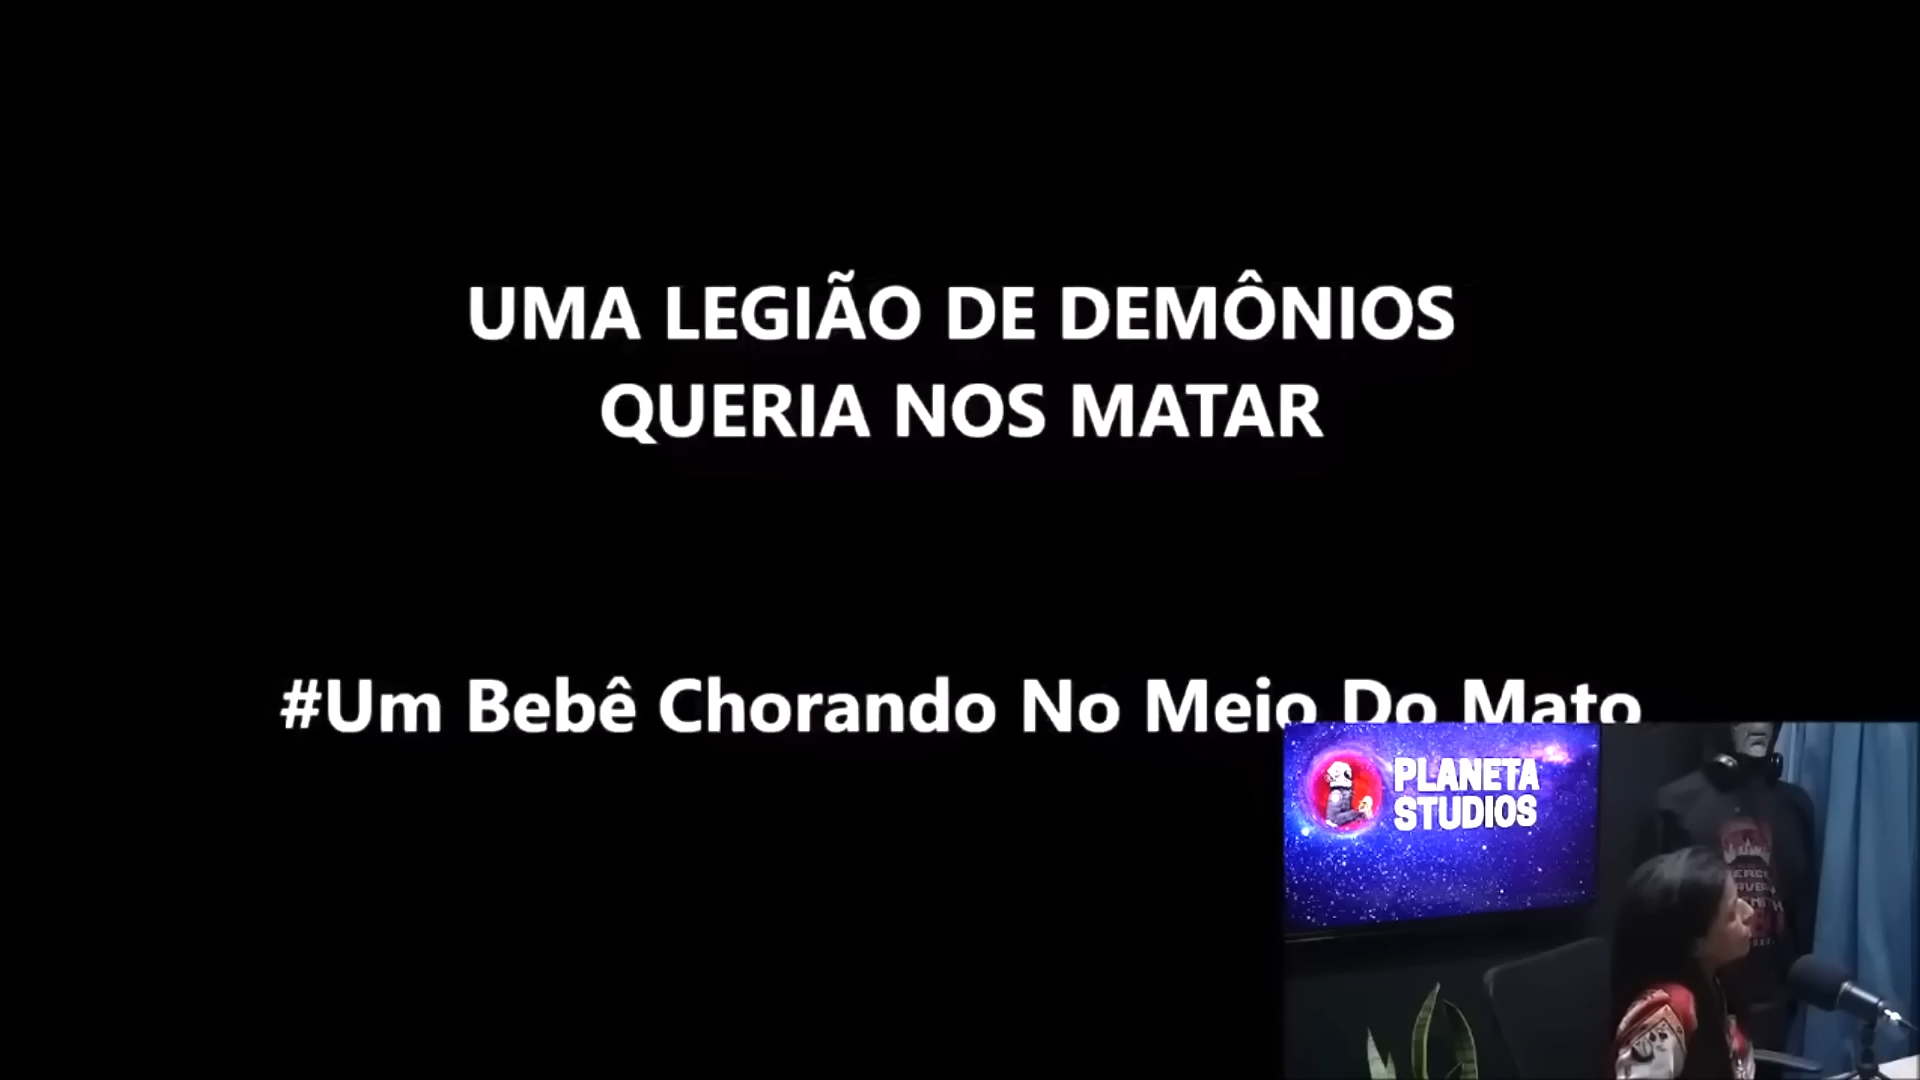 UMA LEGIÃO DE DEMÔNIOS
QUERIA NOS MATAR
#Um Bebê Chorando No Meio Do Mato
PLANETA
STUDIOS